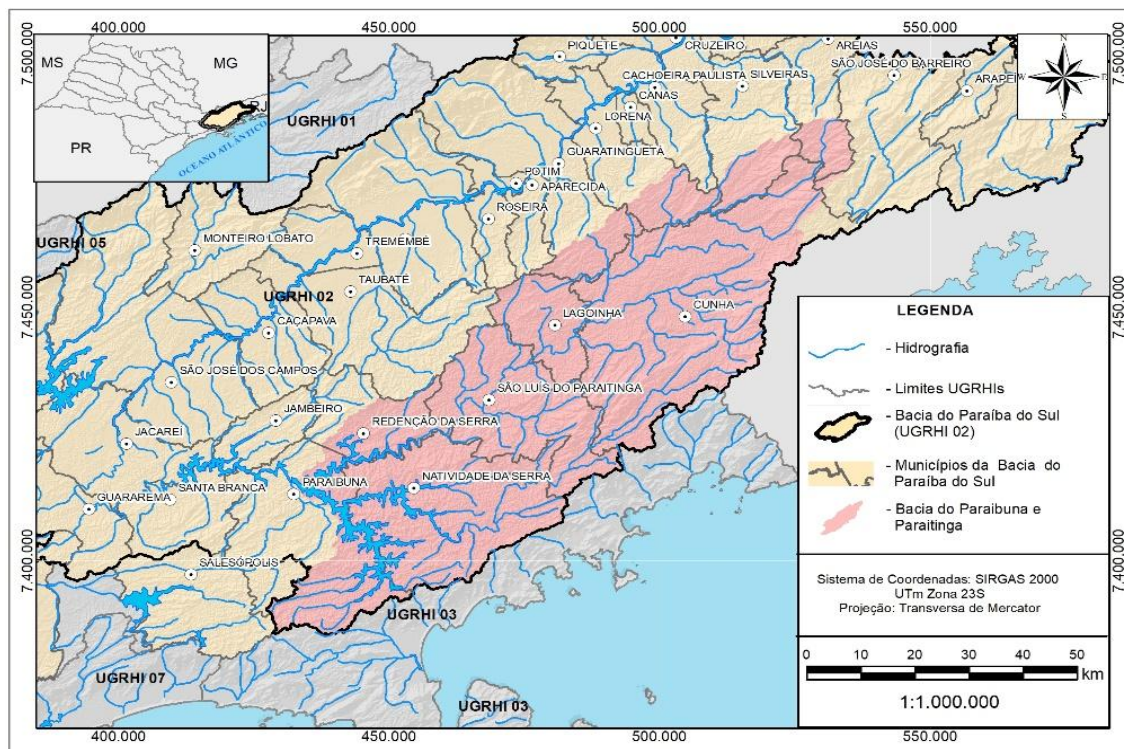 400.000
450.000
500.000
550.000
7.500.000
7.500.000
MS
MG
RJ
PR
OCEANO ATLÂNTICO
UGRHI 01
PIQUETE
CRUZEIRO
AREIAS
SÃO JOSÉ DO BARREIRO
ARAPEÍ
CACHOEIRA PAULISTA
SILVEIRAS
CANAS
LORENA
GUARATINGUETÁ
POTIM
APARECIDA
ROSEIRA
UGRHI 05
MONTEIRO LOBATO
TREMEMBÉ
TAUBATÉ
UGRHI 02
CAÇAPAVA
LAGOINHA
CUNHA
7.450.000
7.450.000
SÃO JOSÉ DOS CAMPOS
SÃO LUÍS DO PARAITINGA
JAMBEIRO
REDENÇÃO DA SERRA
JACAREÍ
NATIVIDADE DA SERRA
PARAIBUNA
SANTA BRANCA
GUARAREMA
SALESÓPOLIS
7.400.000
7.400.000
UGRHI 03
UGRHI 07
UGRHI 03
LEGENDA
- Hidrografia
- Limites UGRHIs
- Bacia do Paraíba do Sul
(UGRHI 02)
- Municípios da Bacia do
Paraíba do Sul
- Bacia do Paraibuna e
Paraitinga
Sistema de Coordenadas: SIRGAS 2000
UTm Zona 23S
Projeção: Transversa de Mercator
0 10 20 30 40 50
km
1:1.000.000
400.000
450.000
500.000
550.000
N
W
E
S